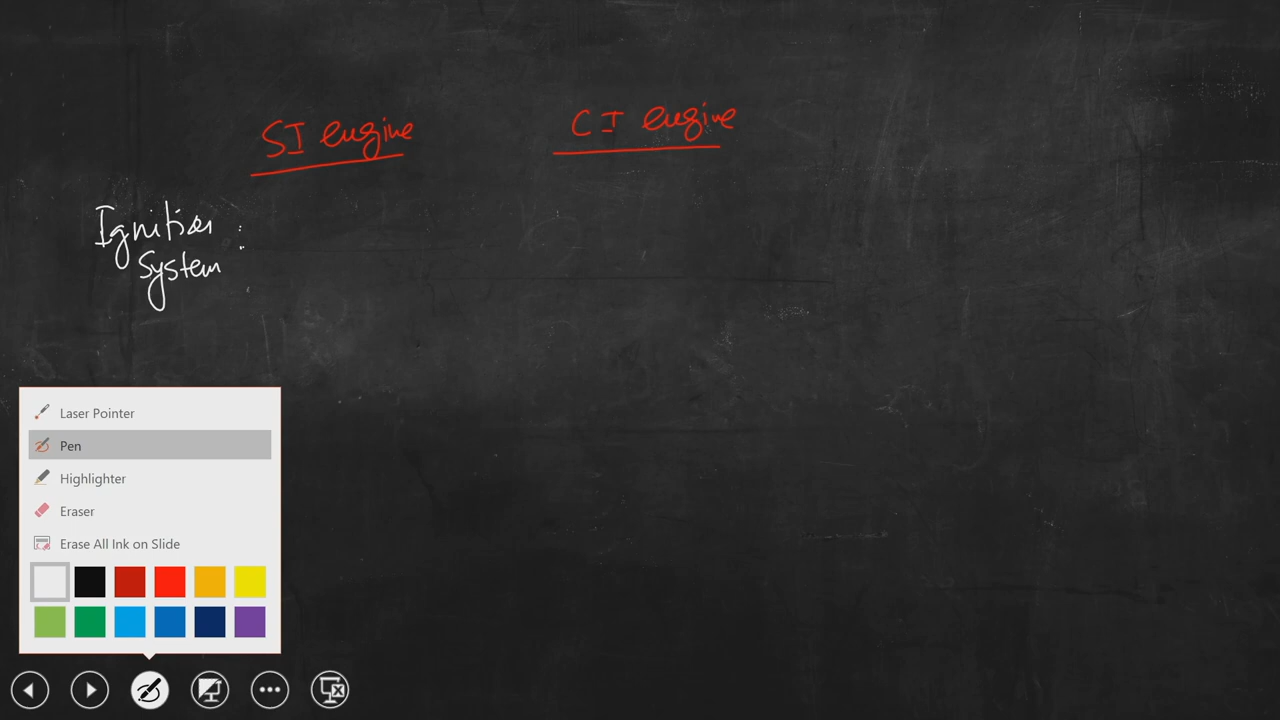 SI engine
CI engine
Ignition :
System
Laser Pointer
Pen
Highlighter
Eraser
Erase All Ink on Slide